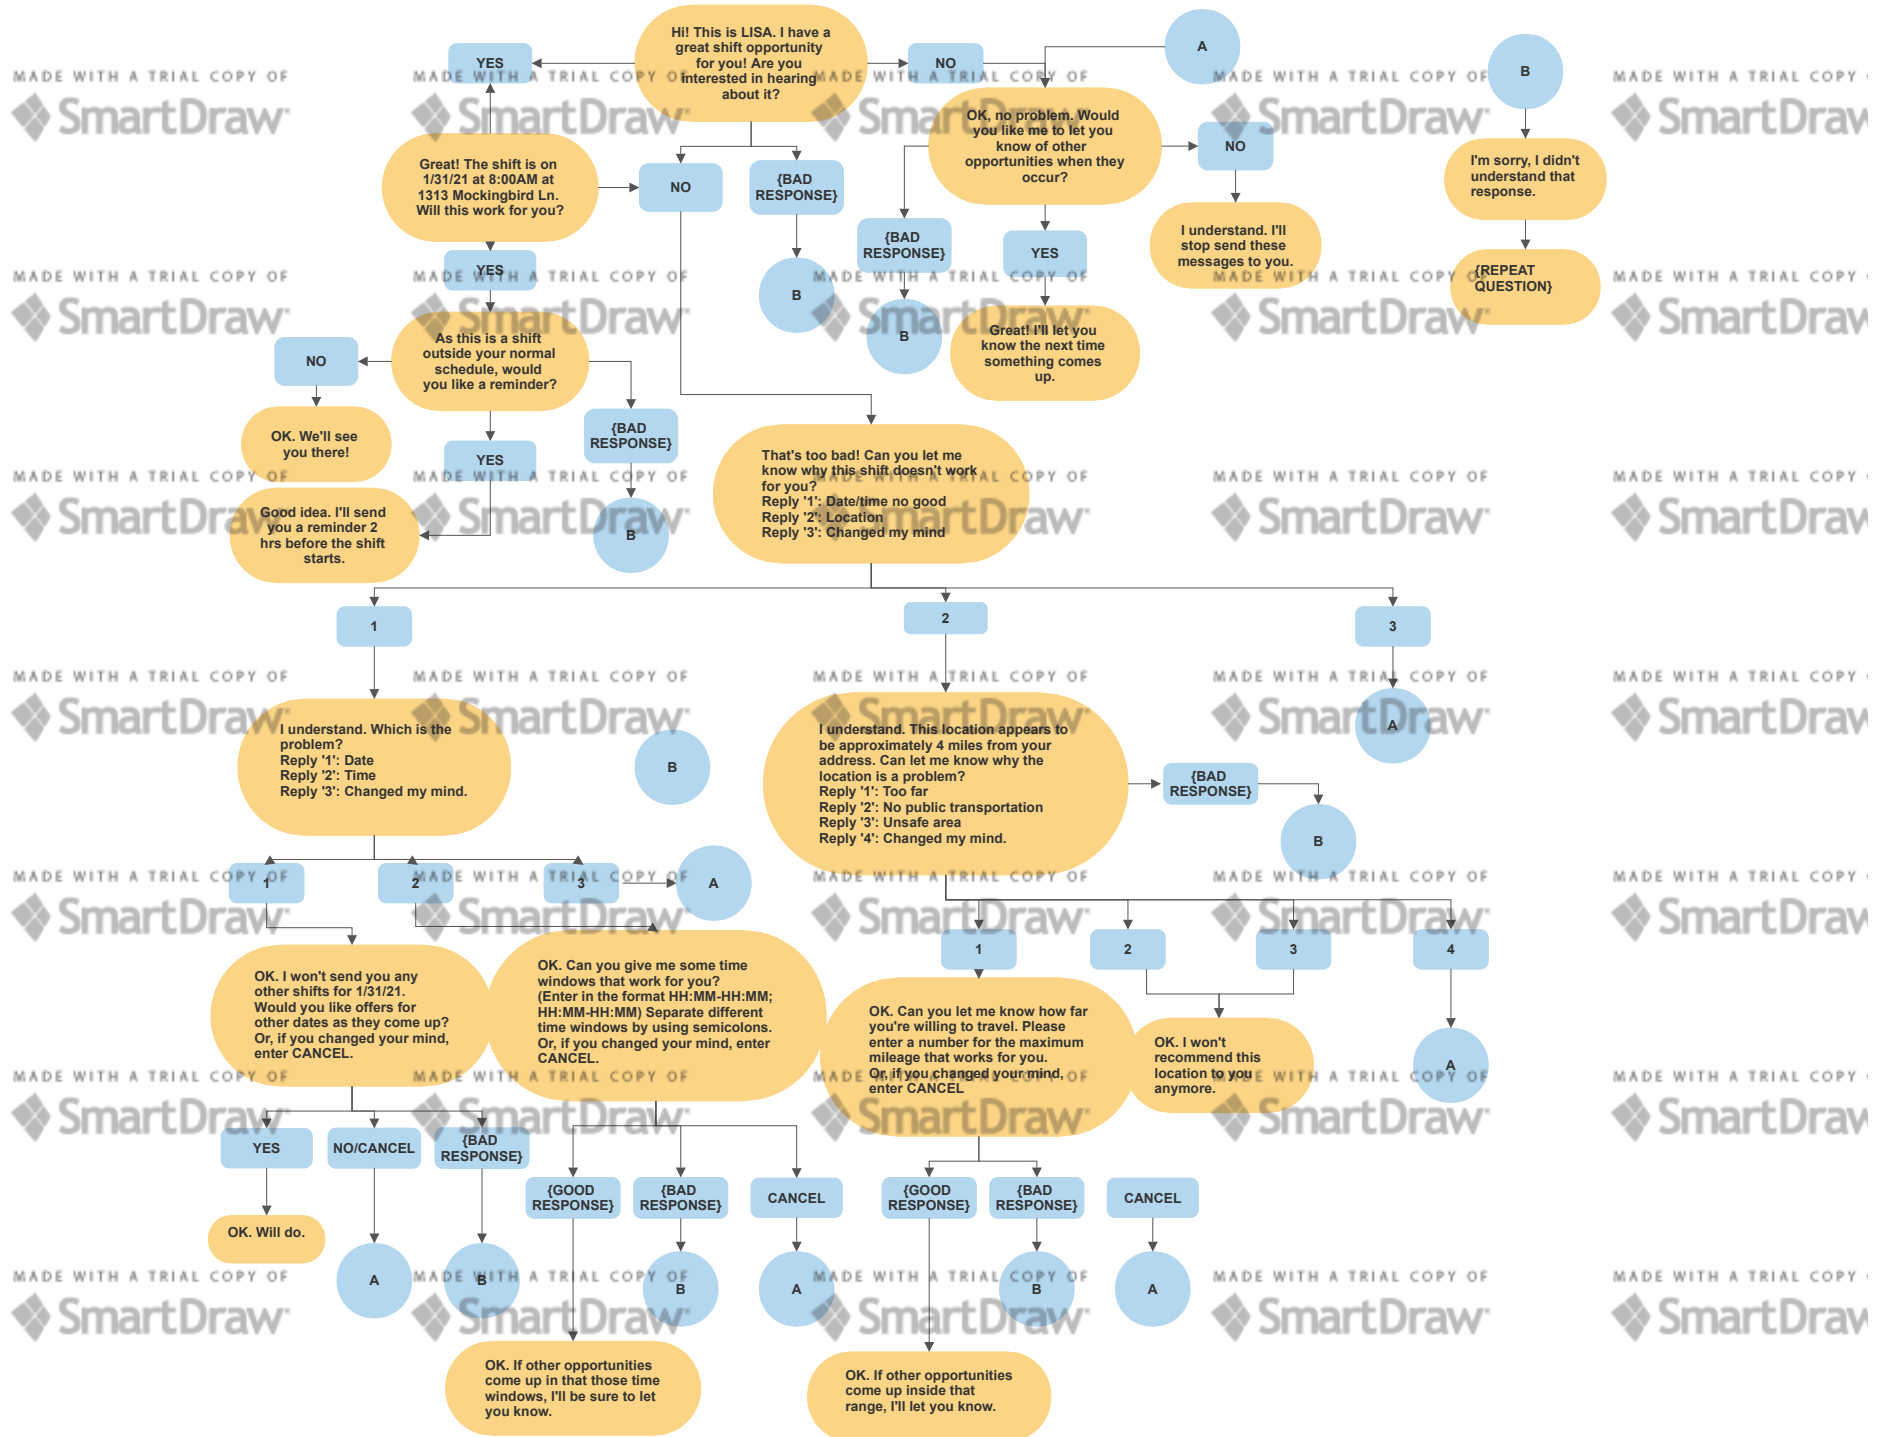 Hi! This is LISA. I have a
great shift opportunity
for you! Are you
interested in hearing
about it?
YES
NO
A
B
OK, no problem. Would
you like me to let you
know of other
opportunities when they
occur?
NO
I'm sorry, I didn't
understand that
response.
Great! The shift is on
1/31/21 at 8:00AM at
1313 Mockingbird Ln.
Will this work for you?
NO
{BAD
RESPONSE}
{BAD
RESPONSE}
YES
I understand. I'll
stop send these
messages to you.
{REPEAT
QUESTION}
YES
B
B
Great! I'll let you
know the next time
something comes
up.
As this is a shift
outside your normal
schedule, would
you like a reminder?
NO
OK. We'll see
you there!
YES
{BAD
RESPONSE}
B
Good idea. I'll send
you a reminder 2
hrs before the shift
starts.
That's too bad! Can you let me
know why this shift doesn't work
for you?
Reply '1': Date/time no good
Reply '2': Location
Reply '3': Changed my mind
1
2
3
A
I understand. Which is the
problem?
Reply '1': Date
Reply '2': Time
Reply '3': Changed my mind.
B
I understand. This location appears to
be approximately 4 miles from your
address. Can let me know why the
location is a problem?
Reply '1': Too far
Reply '2': No public transportation
Reply '3': Unsafe area
Reply '4': Changed my mind.
{BAD
RESPONSE}
B
1
2
3
A
1
2
3
4
OK. I won't send you any
other shifts for 1/31/21.
Would you like offers for
other dates as they come up?
Or, if you changed your mind,
enter CANCEL.
OK. Can you give me some time
windows that work for you?
(Enter in the format HH:MM-HH:MM;
HH:MM-HH:MM) Separate different
time windows by using semicolons.
Or, if you changed your mind, enter
CANCEL.
OK. Can you let me know how far
you're willing to travel. Please
enter a number for the maximum
mileage that works for you.
Or, if you changed your mind,
enter CANCEL
OK. I won't
recommend this
location to you
anymore.
A
YES
NO/CANCEL
{BAD
RESPONSE}
{GOOD
RESPONSE}
{BAD
RESPONSE}
CANCEL
{GOOD
RESPONSE}
{BAD
RESPONSE}
CANCEL
OK. Will do.
A
B
B
A
B
A
OK. If other opportunities
come up in that those time
windows, I'll be sure to let
you know.
OK. If other opportunities
come up inside that
range, I'll let you know.
MADE WITH A TRIAL COPY OF
SmartDraw